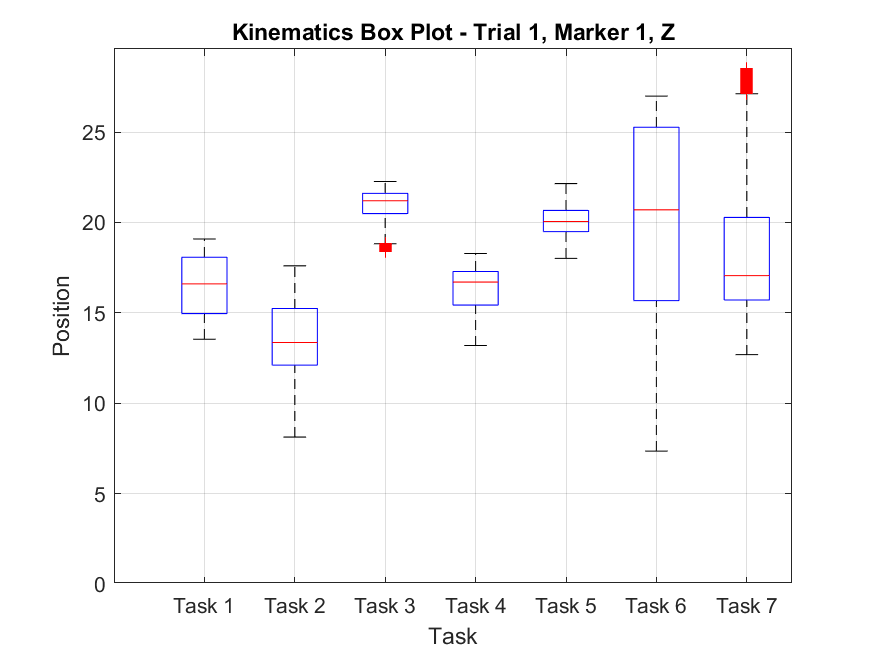 Kinematics Box Plot - Trial 1, Marker 1, Z
Position
25
20
15
10
5
0
Task 1 Task 2 Task 3 Task 4 Task 5 Task 6 Task 7
Task